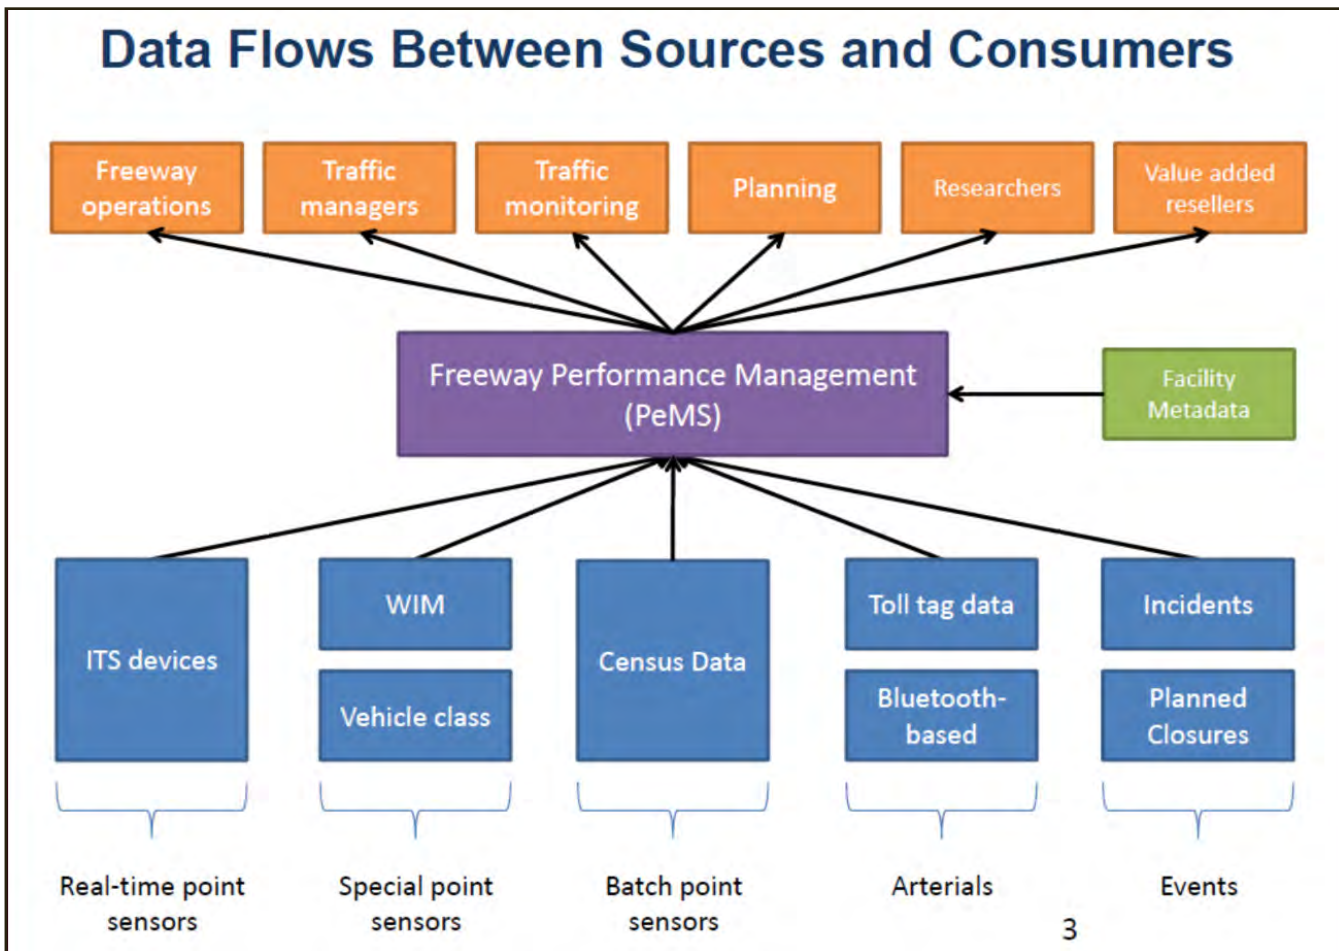 Data Flows Between Sources and Consumers
Freeway
operations
Traffic
managers
Traffic
monitoring
Planning
Researchers
Value added
resellers
Freeway Performance Management
(PeMS)
Facility
Metadata
ITS devices
WIM
Vehicle class
Census Data
Toll tag data
Bluetooth-
based
Incidents
Planned
Closures
Real-time point
sensors
Special point
sensors
Batch point
sensors
Arterials
Events
3